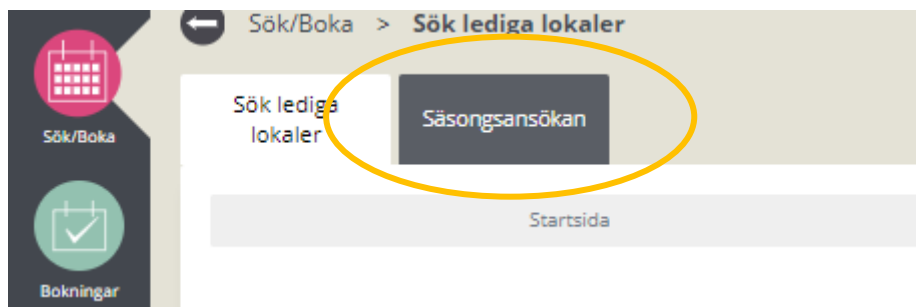 Sök/Boka > Sök lediga lokaler
Sök lediga
lokaler
Säsongsansökan
Sök/Boka
Startsida
Bokningar